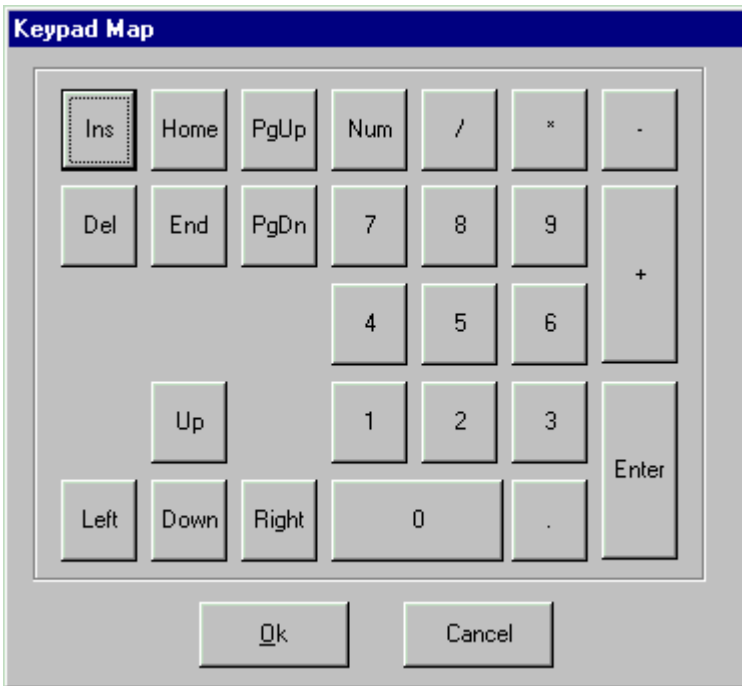 Keypad Map
Ins Home PgUp Num / * -
Del End PgDn 7 8 9
+
4 5 6
Up 1 2 3
Enter
Left Down Right 0 .
Ok Cancel